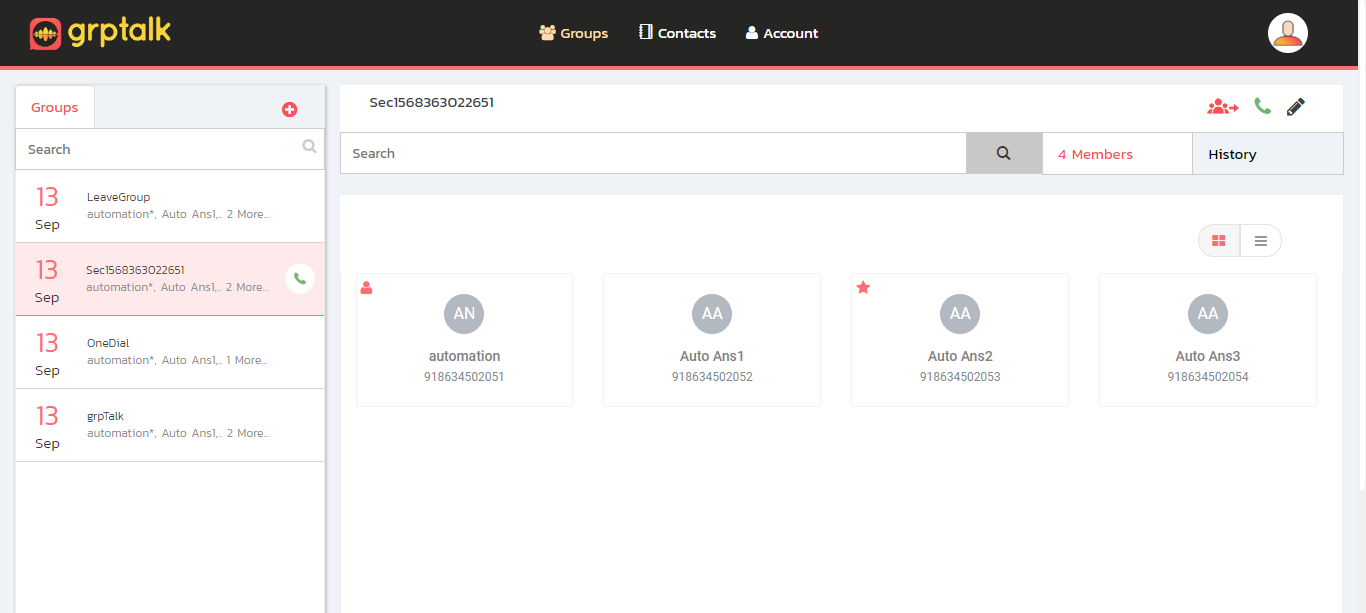 grptalk
Groups
Contacts
Account
Groups
Search
13
Sep
LeaveGroup
automation*, Auto Ans1,.. 2 More...
13
Sep
Sec1568363022651
automation*, Auto Ans1,.. 2 More...
13
Sep
OneDial
automation*, Auto Ans1,.. 1 More...
13
Sep
grpTalk
automation*, Auto Ans1,.. 2 More...
Sec1568363022651
Search
4 Members
History
AN
automation
918634502051
AA
Auto Ans1
918634502052
AA
Auto Ans2
918634502053
AA
Auto Ans3
918634502054